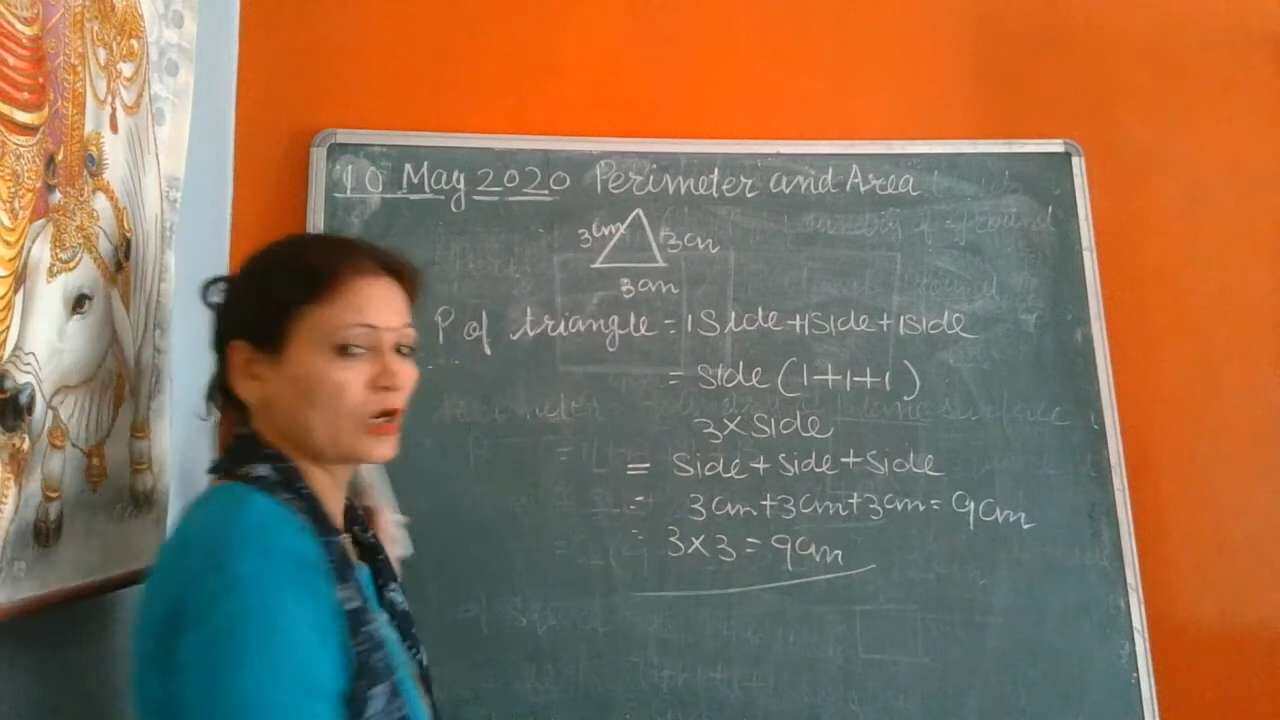 10 May 2020 Perimeter and Area
3cm 3cm
3cm
P of triangle = 1side+1side+1side
= side (1+1+1)
3×side
= side + side + side
= 3cm+3cm+3cm = 9cm
= 3×3 = 9cm